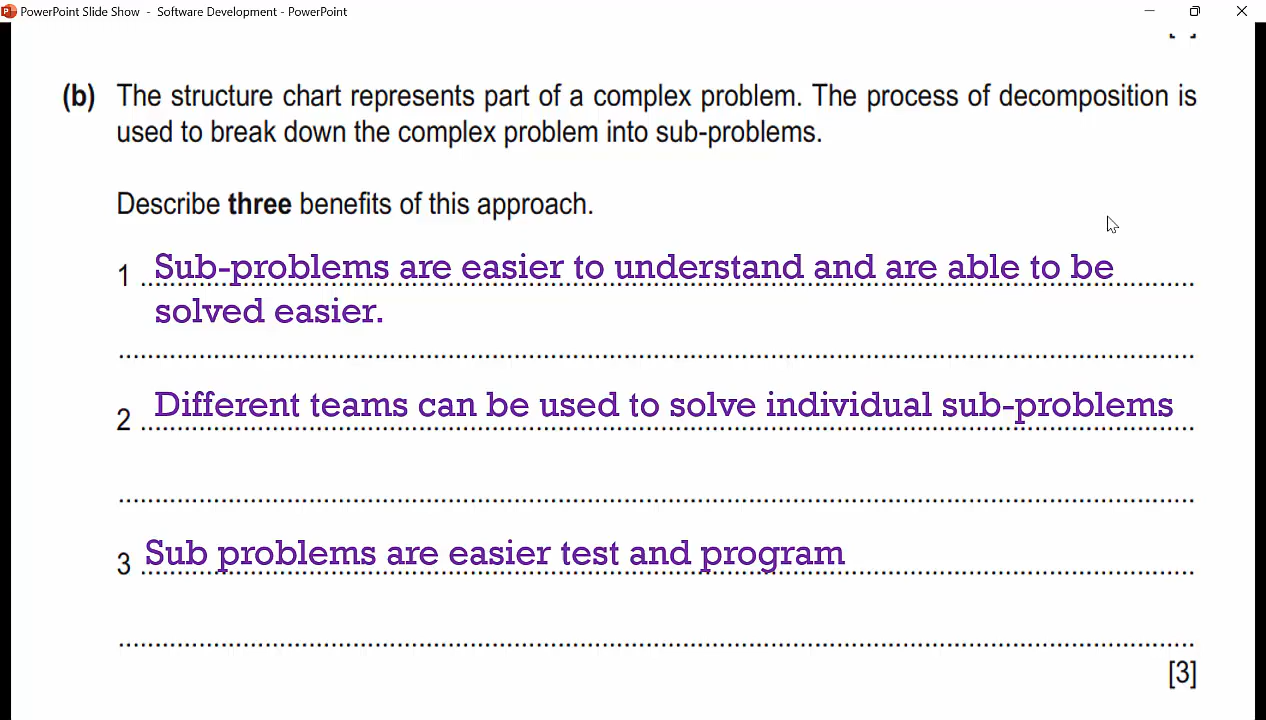 PowerPoint Slide Show - Software Development - PowerPoint
(b) The structure chart represents part of a complex problem. The process of decomposition is
used to break down the complex problem into sub-problems.
Describe three benefits of this approach.
1 Sub-problems are easier to understand and are able to be
solved easier.
2 Different teams can be used to solve individual sub-problems
3 Sub problems are easier test and program
[3]